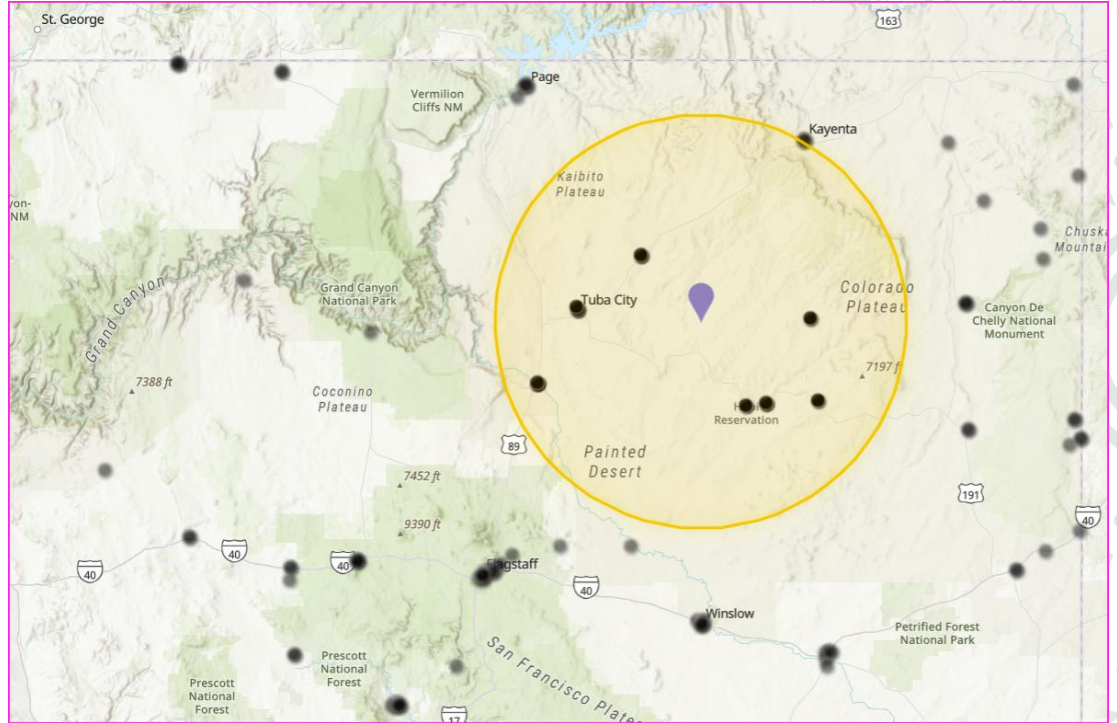 St. George
163
Page
Vermilion
Cliffs NM
Kayenta
Kaibito
Plateau
yon-
NM
Chuska
Mountai
Grand Canyon
National Park
Tuba City
Colorado
Plateau
Canyon De
Chelly National
Monument
Grand Canyon
7388 ft
7197 ft
Coconino
Plateau
Reservation
89
Painted
Desert
7452 ft
191
9390 ft
40
40
40
40
Flagstaff
40
Winslow
Petrified Forest
National Park
San Francisco Plate
Prescott
National
Forest
Prescott
National
Forest
17